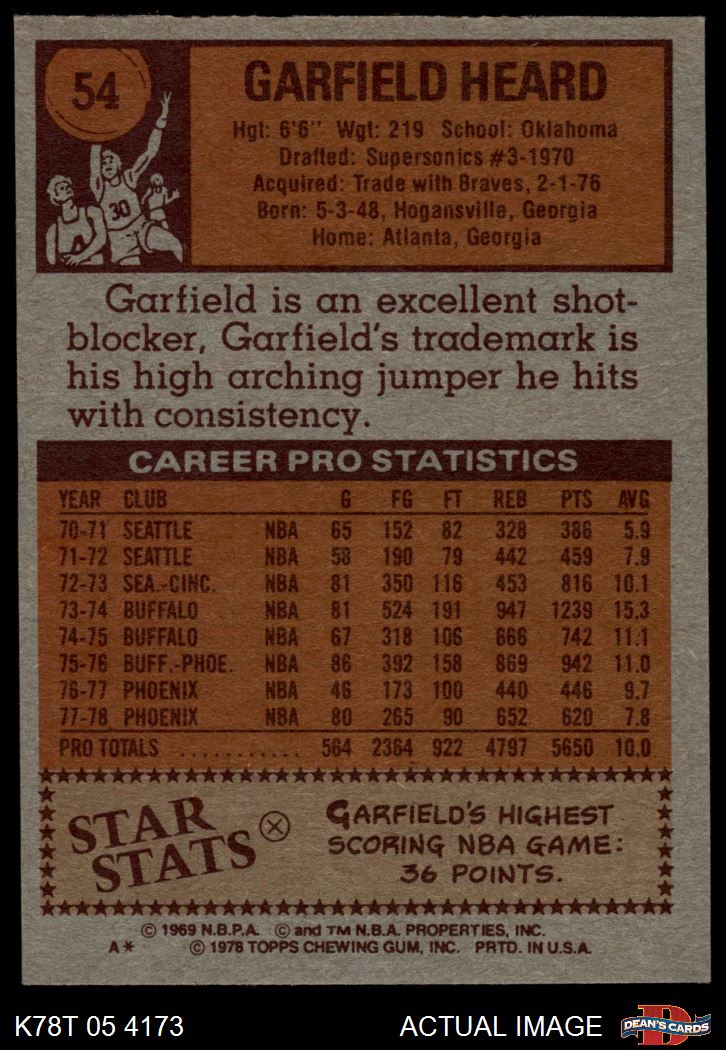 54
GARFIELD HEARD
Hgt: 6'6" Wgt: 219 School: Oklahoma
Drafted: Supersonics #3-1970
Acquired: Trade with Braves, 2-1-76
Born: 5-3-48, Hogansville, Georgia
Home: Atlanta, Georgia
30
Garfield is an excellent shot-
blocker, Garfield's trademark is
his high arching jumper he hits
with consistency.
CAREER PRO STATISTICS
YEAR CLUB G FG FT REB PTS AVG
70-71 SEATTLE NBA 65 152 82 328 386 5.9
71-72 SEATTLE NBA 58 190 79 442 459 7.9
72-73 SEA.-CINC. NBA 81 350 116 453 816 10.1
73-74 BUFFALO NBA 81 524 191 947 1239 15.3
74-75 BUFFALO NBA 67 318 106 666 742 11.1
75-76 BUFF.-PHOE. NBA 86 392 158 869 942 11.0
76-77 PHOENIX NBA 46 173 100 440 446 9.7
77-78 PHOENIX NBA 80 265 90 652 620 7.8
PRO TOTALS ........... 564 2364 922 4797 5650 10.0
STAR
STATS
GARFIELD'S HIGHEST
SCORING NBA GAME:
36 POINTS.
© 1969 N.B.P.A. © and TM N.B.A. PROPERTIES, INC.
A* © 1978 TOPPS CHEWING GUM, INC. PRTD. IN U.S.A.
K78T 05 4173 ACTUAL IMAGE
D
DEAN'S CARDS